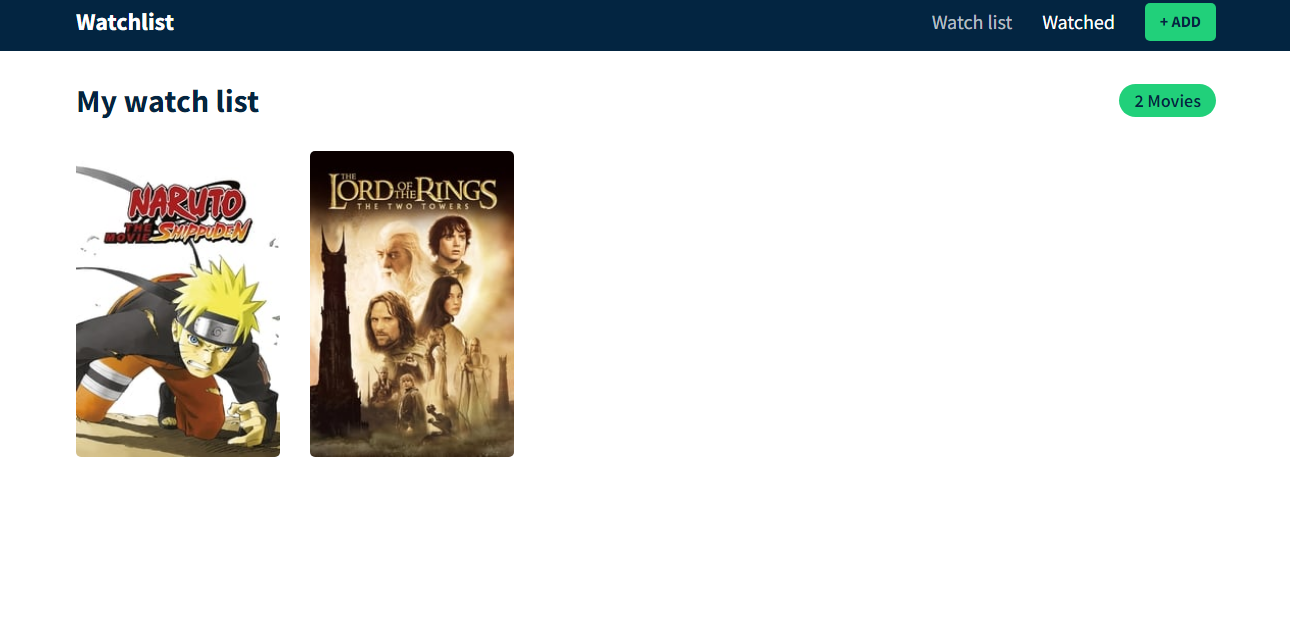 Watchlist
Watch list
Watched
+ ADD
My watch list
2 Movies
NARUTO
THE MOVIE SHIPPUDEN
THE LORD OF THE RINGS
THE TWO TOWERS